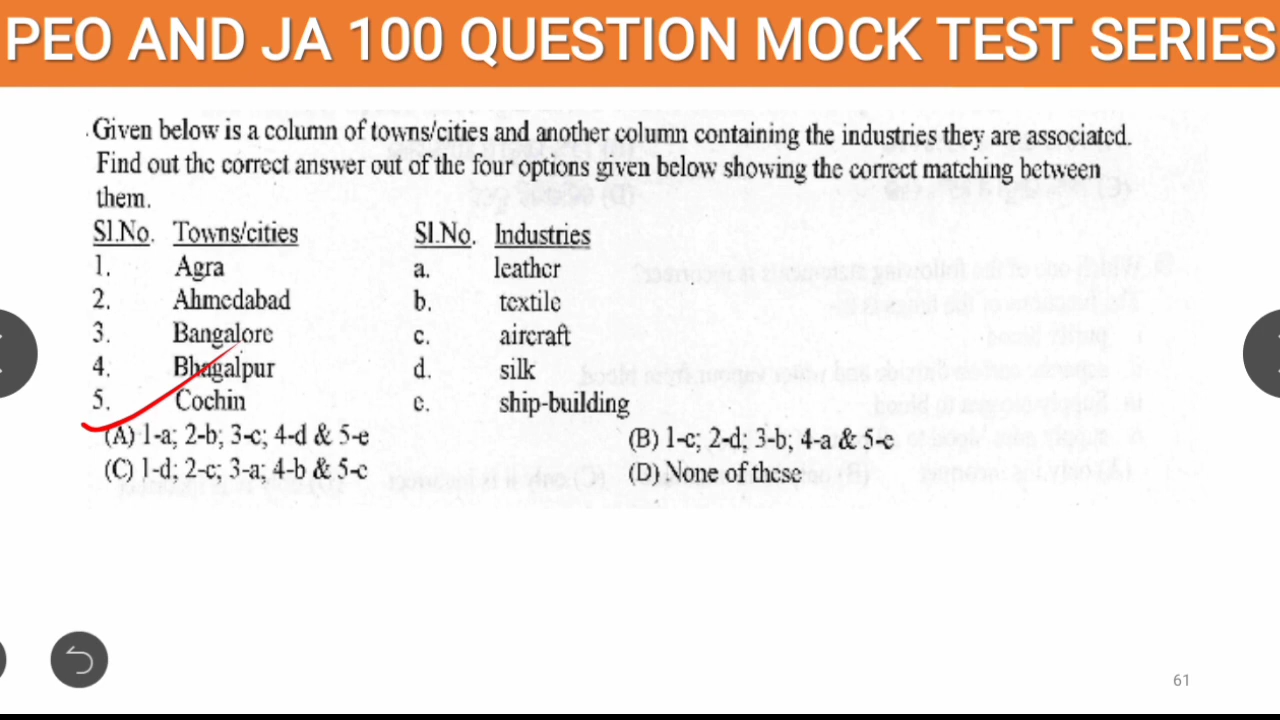 PEO AND JA 100 QUESTION MOCK TEST SERIES
Given below is a column of towns/cities and another column containing the industries they are associated.
Find out the correct answer out of the four options given below showing the correct matching between
them.
Sl.No. Towns/cities Sl.No. Industries
1. Agra a. leather
2. Ahmedabad b. textile
3. Bangalore c. aircraft
4. Bhagalpur d. silk
5. Cochin e. ship-building
(A) 1-a; 2-b; 3-c; 4-d & 5-e (B) 1-c; 2-d; 3-b; 4-a & 5-e
(C) 1-d; 2-c; 3-a; 4-b & 5-e (D) None of these
61